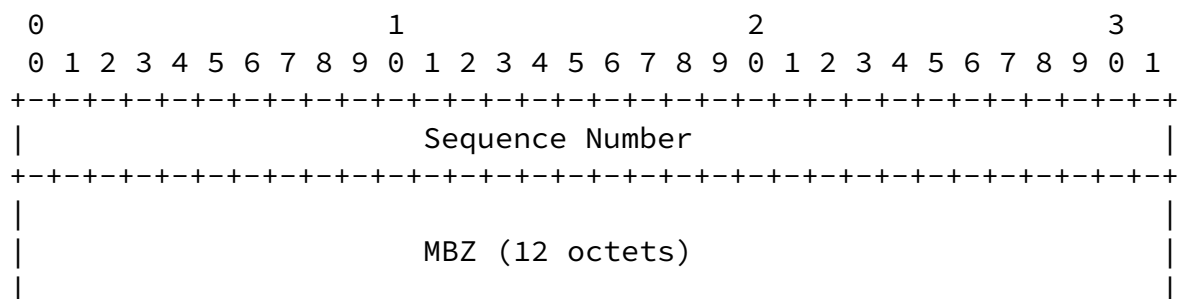 0                   1                   2                   3
 0 1 2 3 4 5 6 7 8 9 0 1 2 3 4 5 6 7 8 9 0 1 2 3 4 5 6 7 8 9 0 1
+-+-+-+-+-+-+-+-+-+-+-+-+-+-+-+-+-+-+-+-+-+-+-+-+-+-+-+-+-+-+-+-+
|                      Sequence Number                          |
+-+-+-+-+-+-+-+-+-+-+-+-+-+-+-+-+-+-+-+-+-+-+-+-+-+-+-+-+-+-+-+-+
|                                                               |
|                      MBZ (12 octets)                          |
|                                                               |